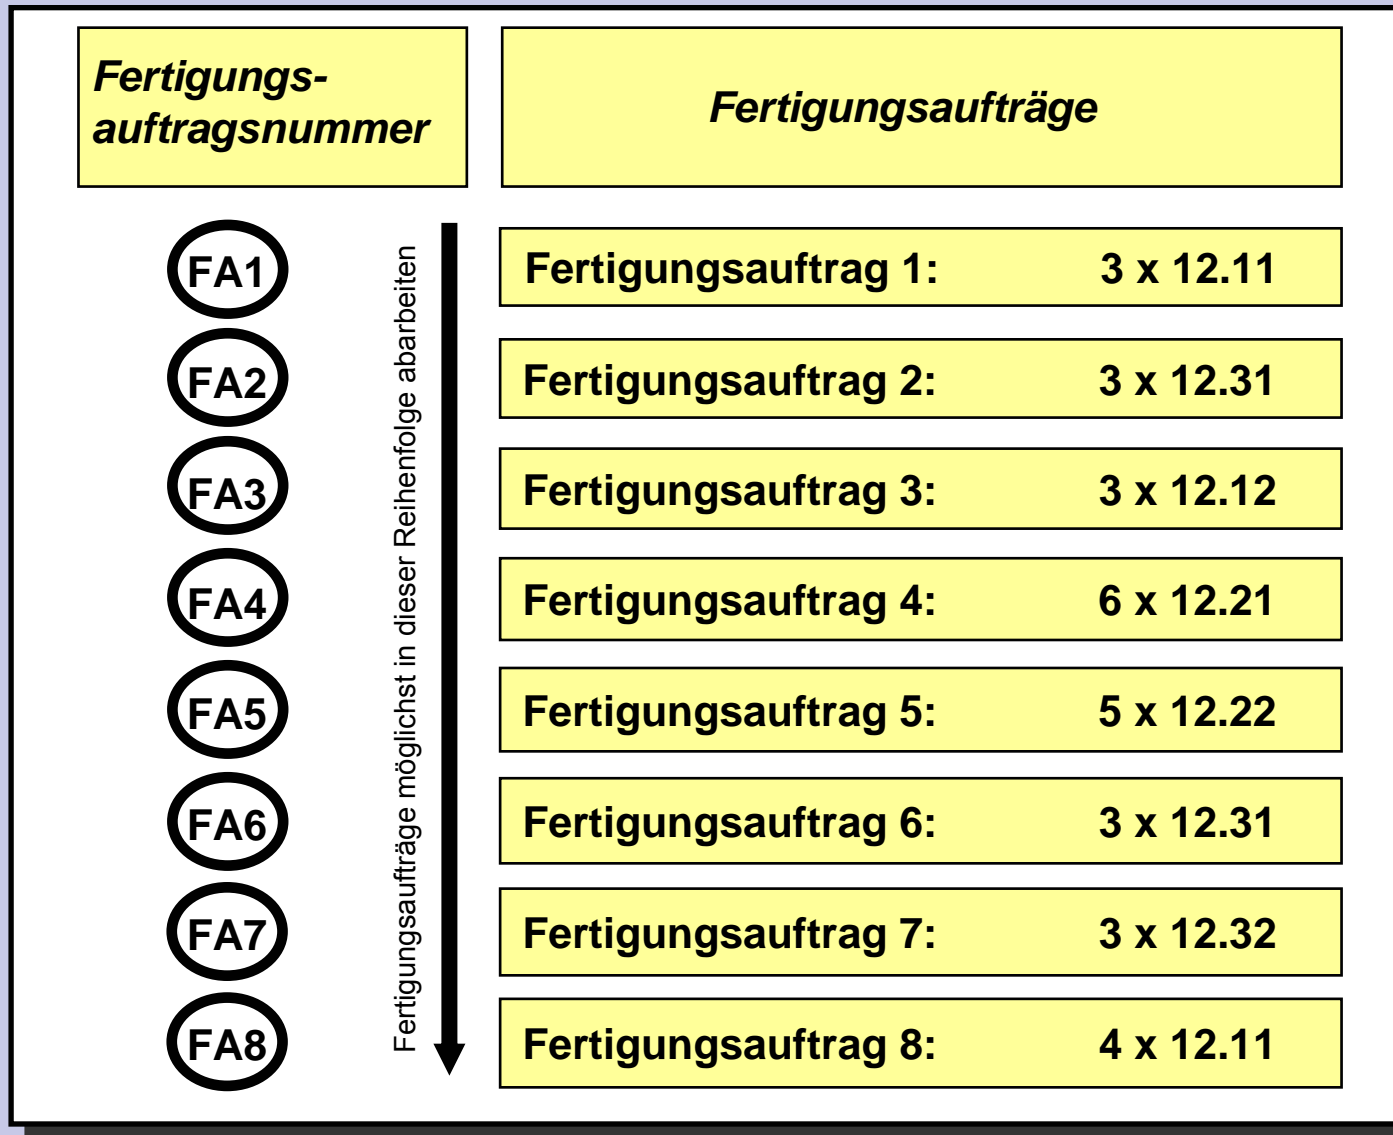 Fertigungs-
auftragsnummer
Fertigungsaufträge
Fertigungsaufträge möglichst in dieser Reihenfolge abarbeiten
FA1 Fertigungsauftrag 1: 3 x 12.11
FA2 Fertigungsauftrag 2: 3 x 12.31
FA3 Fertigungsauftrag 3: 3 x 12.12
FA4 Fertigungsauftrag 4: 6 x 12.21
FA5 Fertigungsauftrag 5: 5 x 12.22
FA6 Fertigungsauftrag 6: 3 x 12.31
FA7 Fertigungsauftrag 7: 3 x 12.32
FA8 Fertigungsauftrag 8: 4 x 12.11